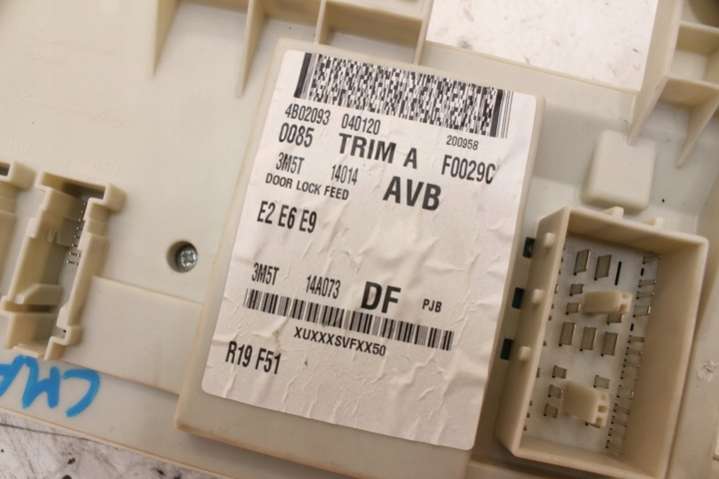 4B02093 040120 200958
0085 TRIM A F0029C
3M5T 14014 AVB
DOOR LOCK FEED
E2 E6 E9
3M5T 14A073 DF PJB
XUXXXSVFXX50
R19 F51